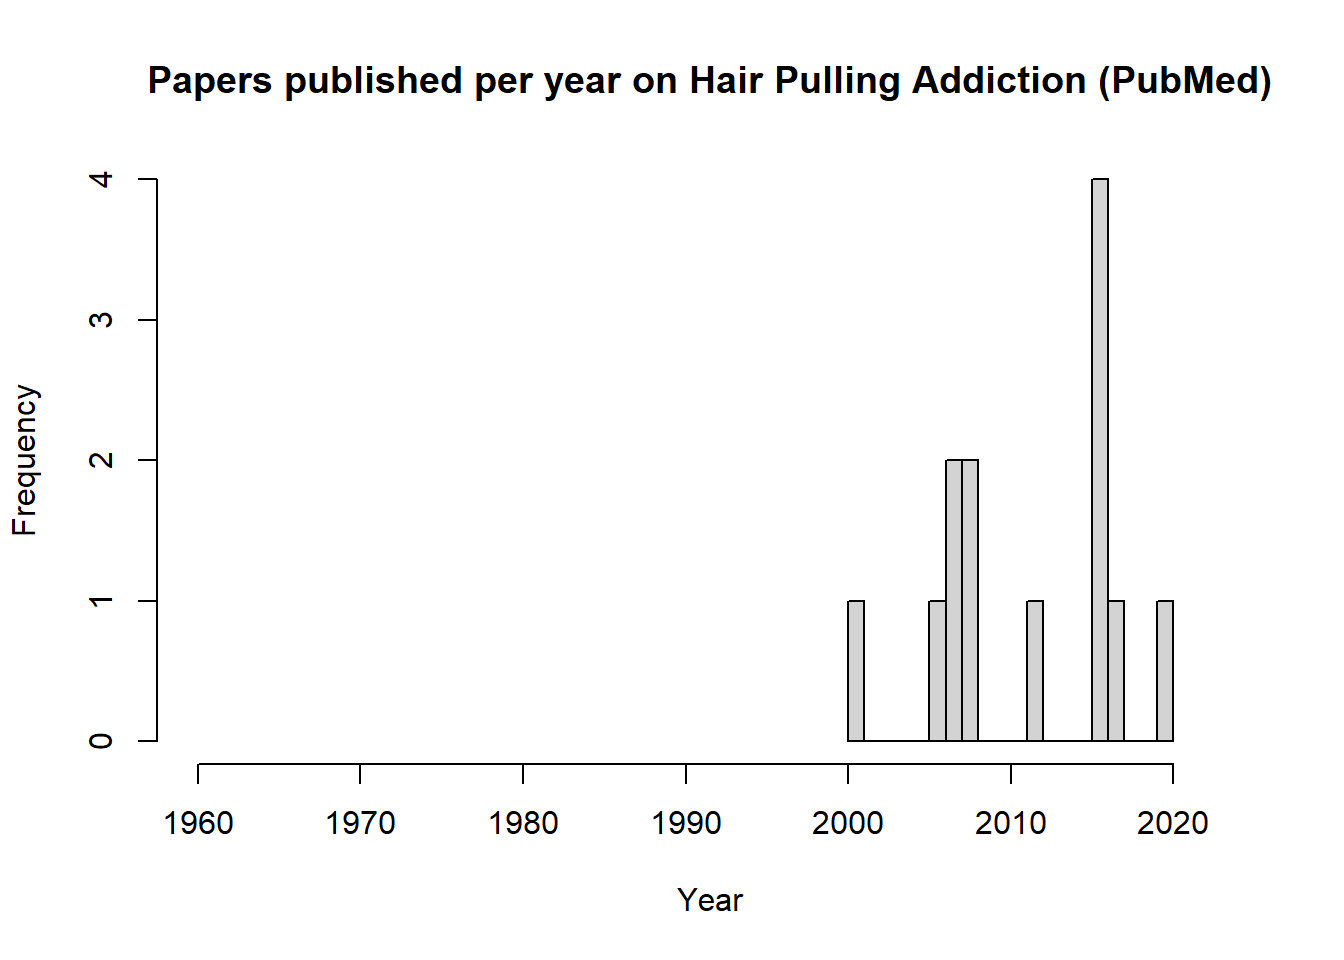 Papers published per year on Hair Pulling Addiction (PubMed)
4
3
2
1
0
Frequency
1960 1970 1980 1990 2000 2010 2020
Year